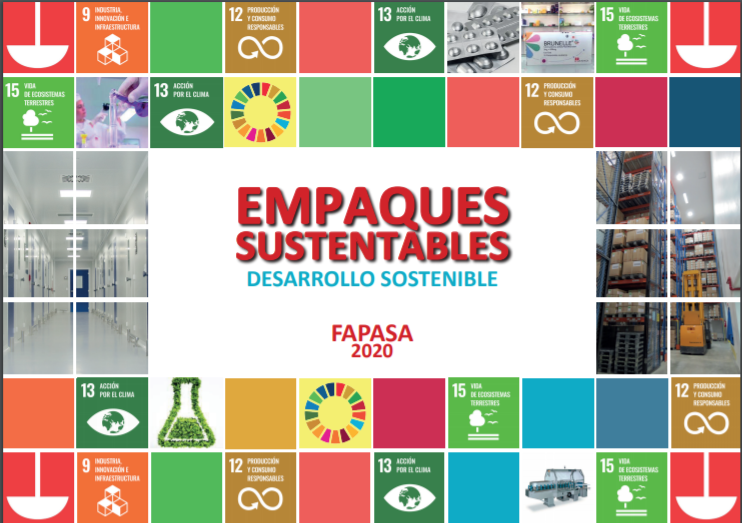 9 INDUSTRIA,
INNOVACIÓN E
INFRAESTRUCTURA
12 PRODUCCIÓN
Y CONSUMO
RESPONSABLES
13 ACCIÓN
POR EL CLIMA
BRUNELLE
15 VIDA
DE ECOSISTEMAS
TERRESTRES
15 VIDA
DE ECOSISTEMAS
TERRESTRES
13 ACCIÓN
POR EL CLIMA
12 PRODUCCIÓN
Y CONSUMO
RESPONSABLES
EMPAQUES
SUSTENTÀBLES
DESARROLLO SOSTENIBLE
FAPASA
2020
13 ACCIÓN
POR EL CLIMA
15 VIDA
DE ECOSISTEMAS
TERRESTRES
12 PRODUCCIÓN
Y CONSUMO
RESPONSABLES
9 INDUSTRIA,
INNOVACIÓN E
INFRAESTRUCTURA
12 PRODUCCIÓN
Y CONSUMO
RESPONSABLES
13 ACCIÓN
POR EL CLIMA
15 VIDA
DE ECOSISTEMAS
TERRESTRES